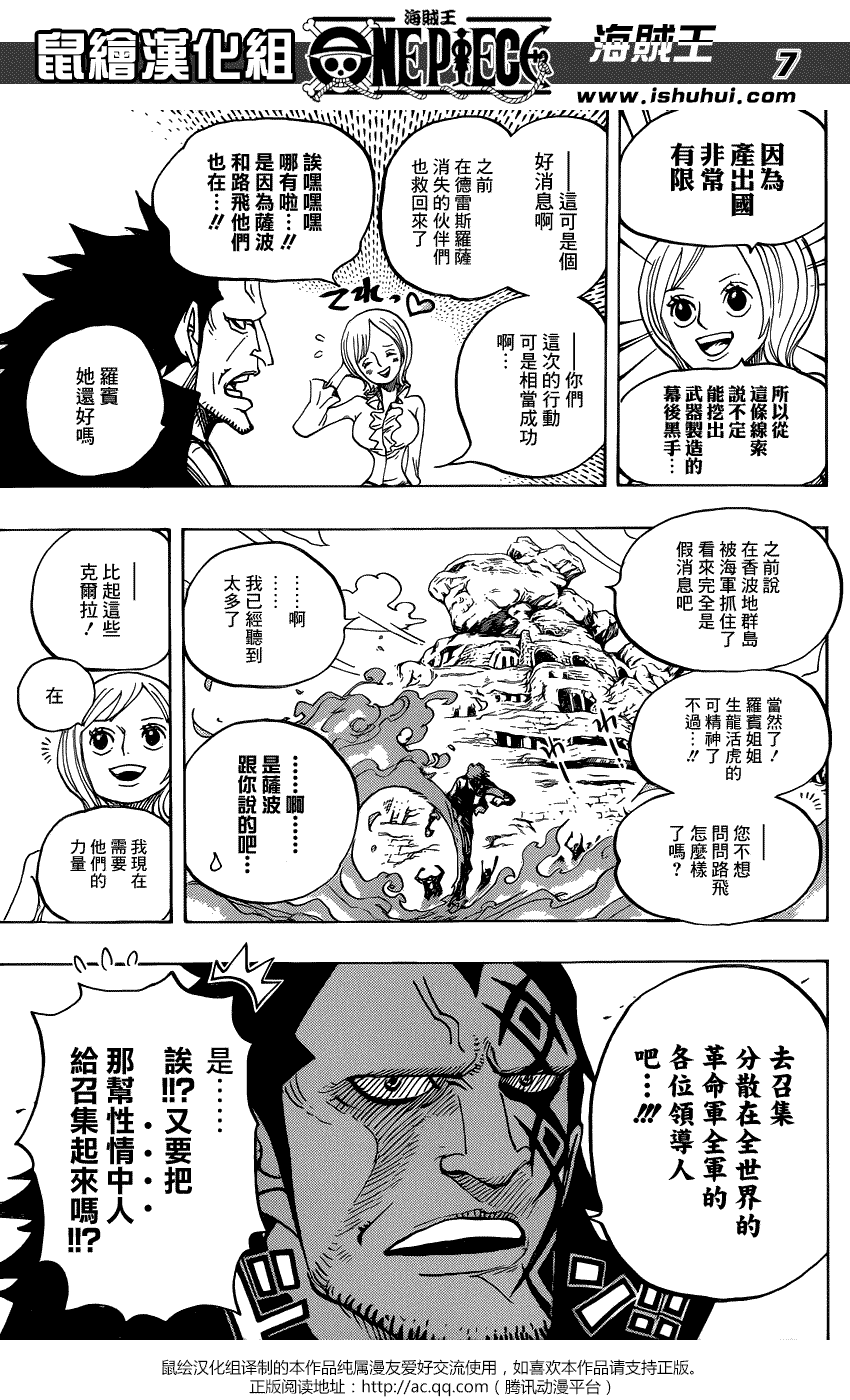 海賊王
鼠繪漢化組
ONE PIECE
海賊王
7
www.ishuhui.com
因為
產出國
非常
有限
所以從
這條線索
說不定
能挖出
武器製造的
幕後黑手…
——這可是個
好消息啊
之前
在德雷斯羅薩
消失的伙伴們
也救回來了
——你們
這次的行動
可是相當成功
啊…
誒嘿嘿嘿
哪有啦…!!
是因為薩波
和路飛他們
也在…!!
てれっ♡
羅賓
她還好嗎
之前說
在香波地群島
被海軍抓住了
看來完全是
假消息吧
當然了!
羅賓姐姐
生龍活虎的
可精神了
不過…!!
——您不想
問問路飛
怎麼樣
了嗎?
……啊
我已經聽到
太多了
……啊……
是薩波
跟你說的吧…
——
比起這些
克爾拉!
在
我現在
需要
他們的
力量
去召集
分散在全世界的
革命軍全軍的
各位領導人
吧…!!!
是……
誒!!?又要把
那幫性情中人
給召集起來嗎!!?
鼠绘汉化组译制的本作品纯属漫友爱好交流使用，如喜欢本作品请支持正版。
正版阅读地址：http://ac.qq.com（腾讯动漫平台）